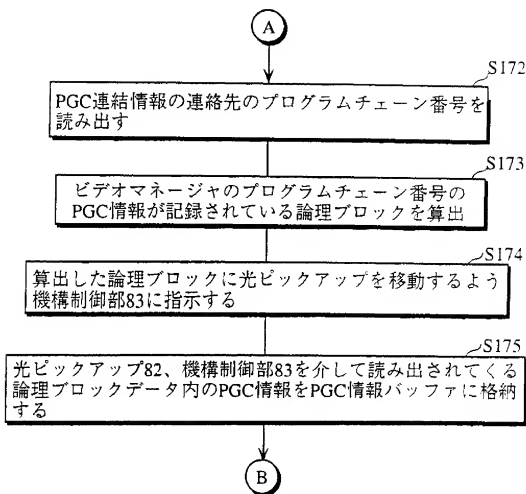 A
S172
PGC連結情報の連絡先のプログラムチェーン番号を
読み出す
S173
ビデオマネージャのプログラムチェーン番号の
PGC情報が記録されている論理ブロックを算出
S174
算出した論理ブロックに光ピックアップを移動するよう
機構制御部83に指示する
S175
光ピックアップ82、機構制御部83を介して読み出されてくる
論理ブロックデータ内のPGC情報をPGC情報バッファに格納
する
B